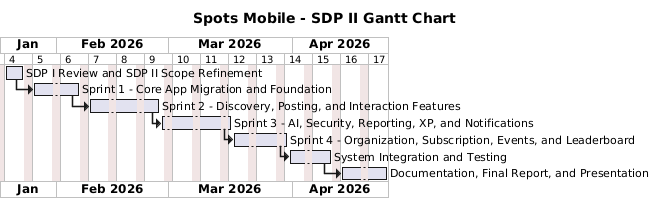 Spots Mobile - SDP II Gantt Chart
Jan Feb 2026 Mar 2026 Apr 2026
4 5 6 7 8 9 10 11 12 13 14 15 16 17
SDP I Review and SDP II Scope Refinement
Sprint 1 - Core App Migration and Foundation
Sprint 2 - Discovery, Posting, and Interaction Features
Sprint 3 - AI, Security, Reporting, XP, and Notifications
Sprint 4 - Organization, Subscription, Events, and Leaderboard
System Integration and Testing
Documentation, Final Report, and Presentation
Jan Feb 2026 Mar 2026 Apr 2026